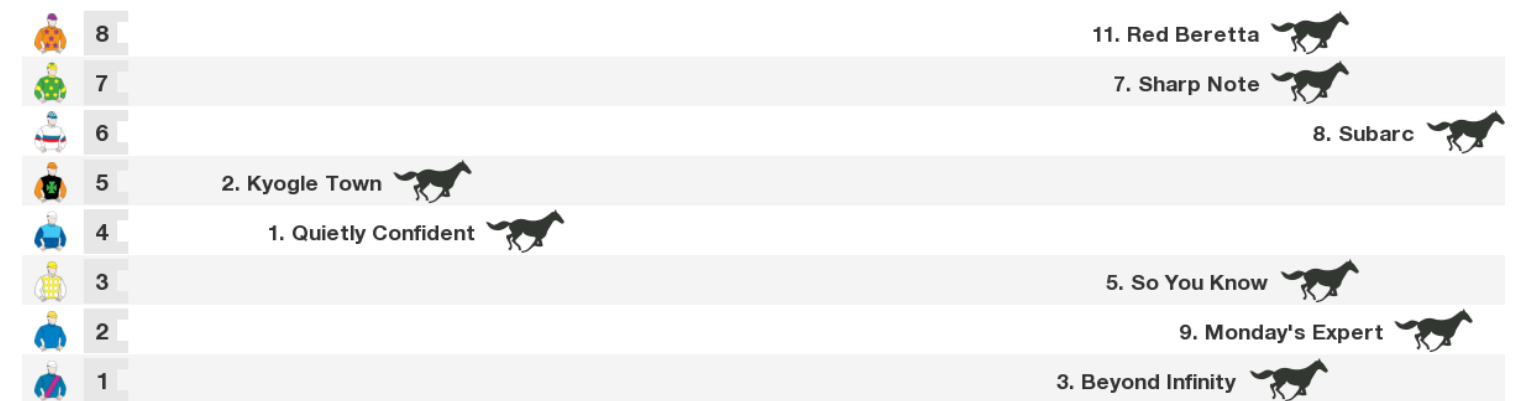 8 11. Red Beretta
7 7. Sharp Note
6 8. Subarc
5 2. Kyogle Town
4 1. Quietly Confident
3 5. So You Know
2 9. Monday's Expert
1 3. Beyond Infinity